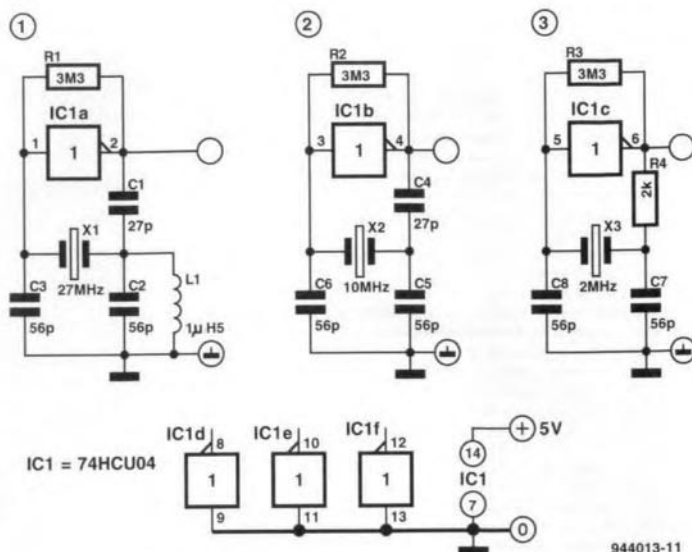 1
2
3
R1
3M3
IC1a
1
1
2
C1
27p
X1
27MHz
C3
56p
C2
56p
L1
1μH5
R2
3M3
IC1b
3
1
4
C4
27p
X2
10MHz
C6
56p
C5
56p
R3
3M3
IC1c
5
1
6
R4
2k
X3
2MHz
C8
56p
C7
56p
IC1 = 74HCU04
IC1d
8
1
9
IC1e
10
1
11
IC1f
12
1
13
14
+ 5V
IC1
7
0
944013-11